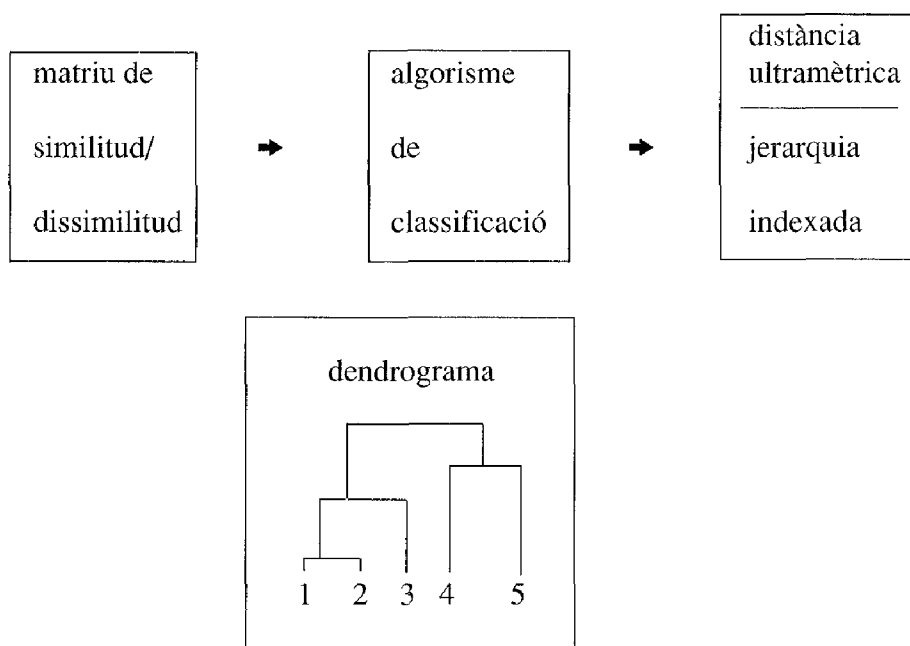 matriu de
similitud/
dissimilitud
algorisme
de
classificació
distància
ultramètrica
jerarquia
indexada
dendrograma
1 2 3 4 5